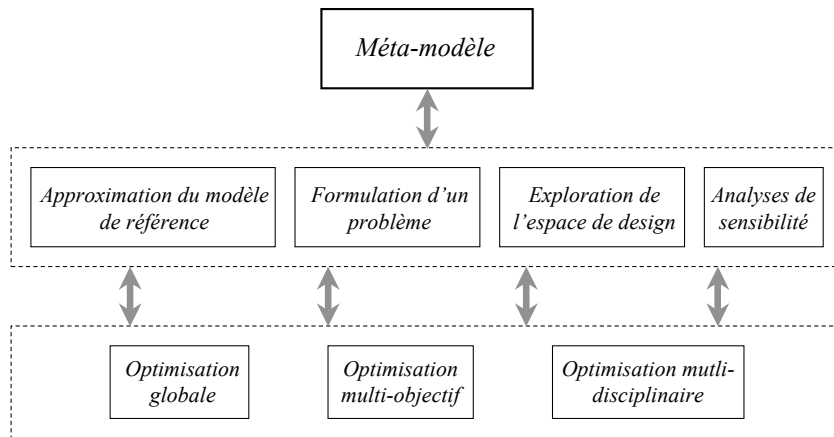 Méta-modèle
Approximation du modèle
de référence
Formulation d'un
problème
Exploration de
l'espace de design
Analyses de
sensibilité
Optimisation
globale
Optimisation
multi-objectif
Optimisation mutli-
disciplinaire